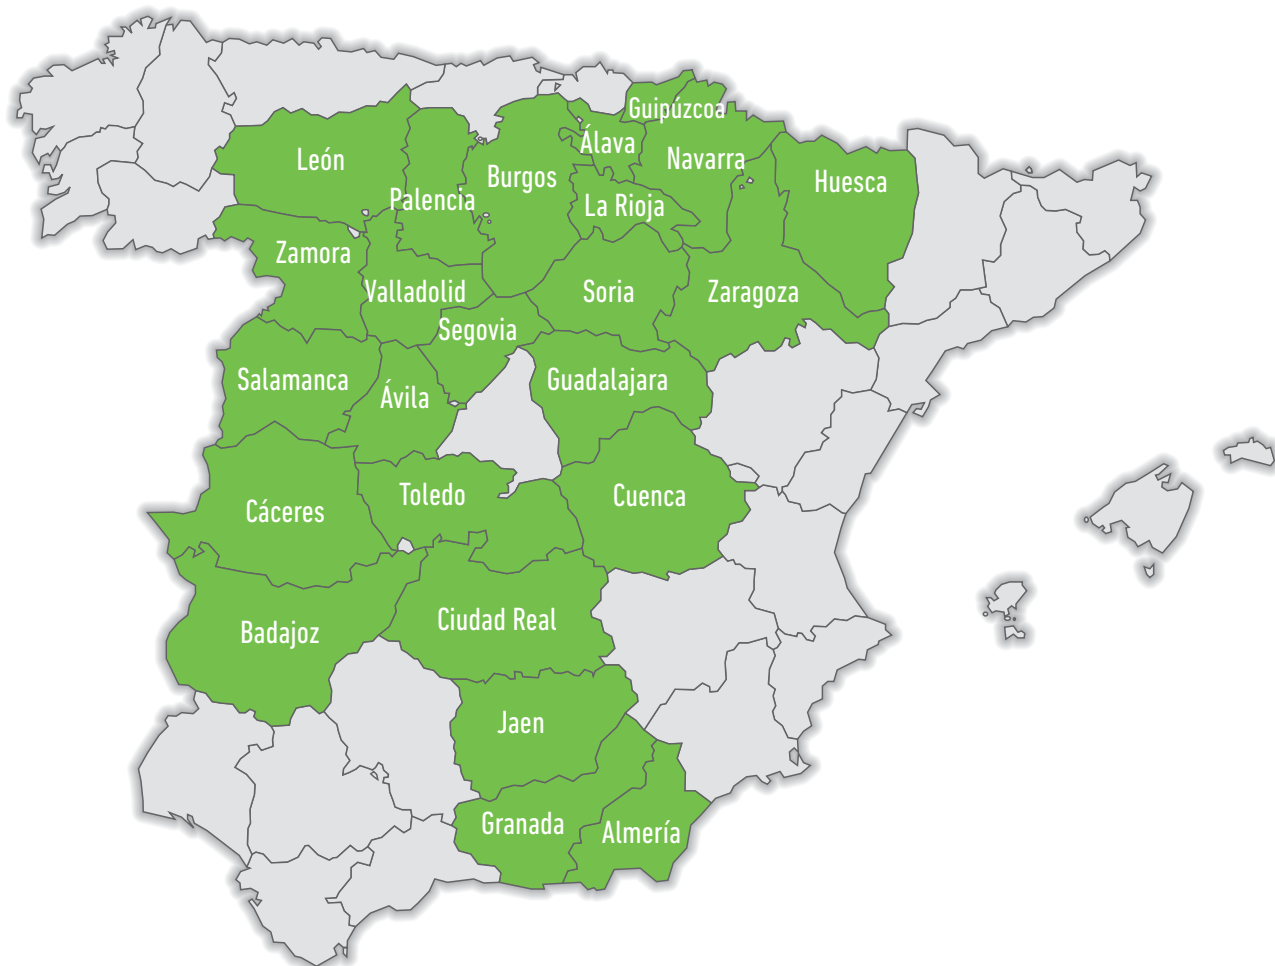 Guipúzcoa
Álava
León
Navarra
Burgos
Huesca
Palencia
La Rioja
Zamora
Valladolid
Soria
Zaragoza
Segovia
Salamanca
Ávila
Guadalajara
Toledo
Cuenca
Cáceres
Ciudad Real
Badajoz
Jaen
Granada
Almería